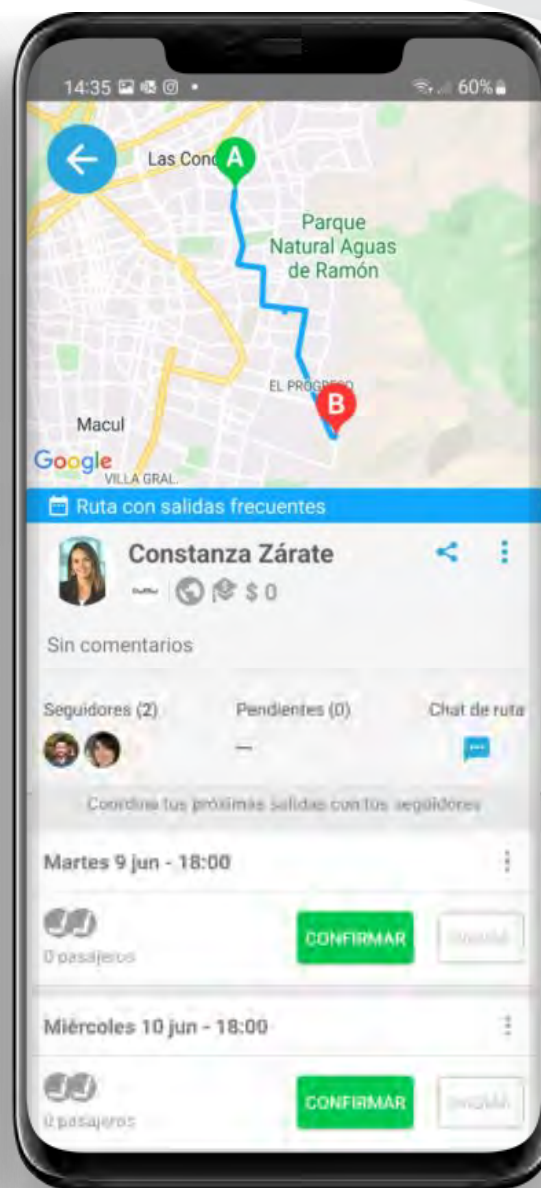 14:35
60%
Las Cond
A
Parque
Natural Aguas
de Ramón
EL PROGRESO
B
Macul
Google
VILLA GRAL.
Ruta con salidas frecuentes
Constanza Zárate
$ 0
Sin comentarios
Seguidores (2) Pendientes (0) Chat de ruta
—
Coordina tus próximas salidas con tus seguidores
Martes 9 jun - 18:00
0 pasajeros
CONFIRMAR
Miércoles 10 jun - 18:00
0 pasajeros
CONFIRMAR